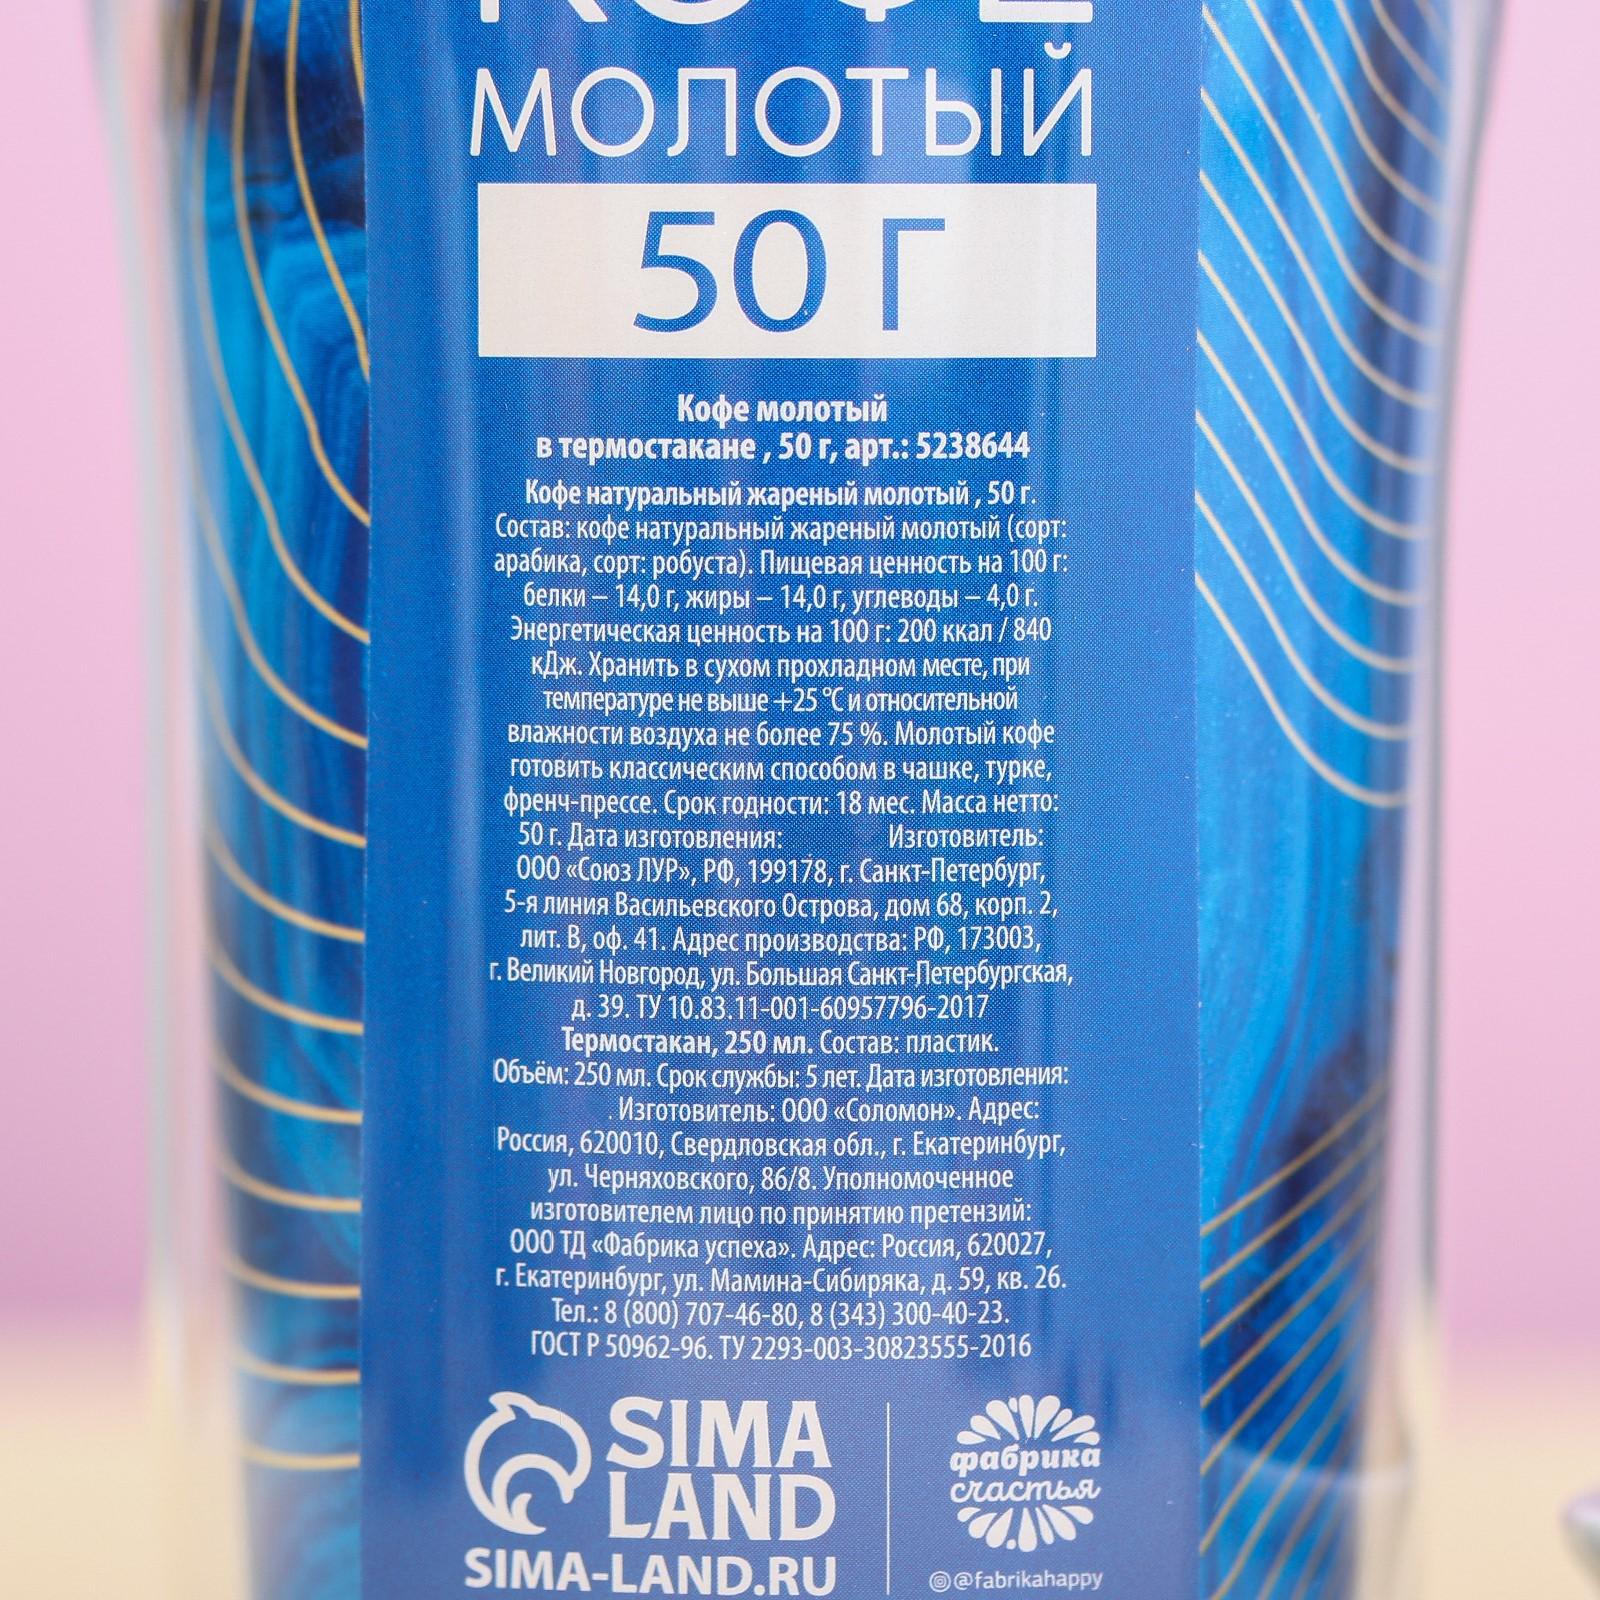 КОФЕ
МОЛОТЫЙ
50 Г
Кофе молотый
в термостакане , 50 г, арт.: 5238644
Кофе натуральный жареный молотый , 50 г.
Состав: кофе натуральный жареный молотый (сорт:
арабика, сорт: робуста). Пищевая ценность на 100 г:
белки – 14,0 г, жиры – 14,0 г, углеводы – 4,0 г.
Энергетическая ценность на 100 г: 200 ккал / 840
кДж. Хранить в сухом прохладном месте, при
температуре не выше +25 °С и относительной
влажности воздуха не более 75 %. Молотый кофе
готовить классическим способом в чашке, турке,
френч-прессе. Срок годности: 18 мес. Масса нетто:
50 г. Дата изготовления: Изготовитель:
ООО «Союз ЛУР», РФ, 199178, г. Санкт-Петербург,
5-я линия Васильевского Острова, дом 68, корп. 2,
лит. В, оф. 41. Адрес производства: РФ, 173003,
г. Великий Новгород, ул. Большая Санкт-Петербургская,
д. 39. ТУ 10.83.11-001-60957796-2017
Термостакан, 250 мл. Состав: пластик.
Объём: 250 мл. Срок службы: 5 лет. Дата изготовления:
. Изготовитель: ООО «Соломон». Адрес:
Россия, 620010, Свердловская обл., г. Екатеринбург,
ул. Черняховского, 86/8. Уполномоченное
изготовителем лицо по принятию претензий:
ООО ТД «Фабрика успеха». Адрес: Россия, 620027,
г. Екатеринбург, ул. Мамина-Сибиряка, д. 59, кв. 26.
Тел.: 8 (800) 707-46-80, 8 (343) 300-40-23.
ГОСТ Р 50962-96. ТУ 2293-003-30823555-2016
SIMA
LAND
SIMA-LAND.RU
фабрика
счастья
@fabrikahappy